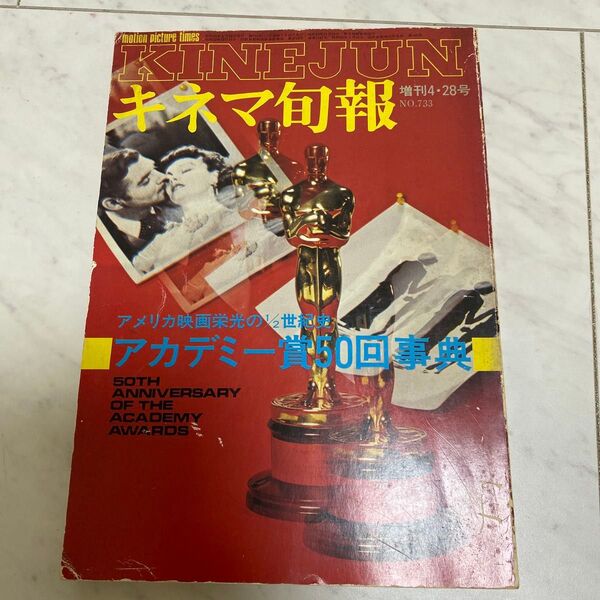 motion picture times
KINEJUN
キネマ旬報
増刊4・28号
NO.733
アメリカ映画栄光の1/2世紀史
アカデミー賞50回事典
50TH
ANNIVERSARY
OF THE
ACADEMY
AWARDS